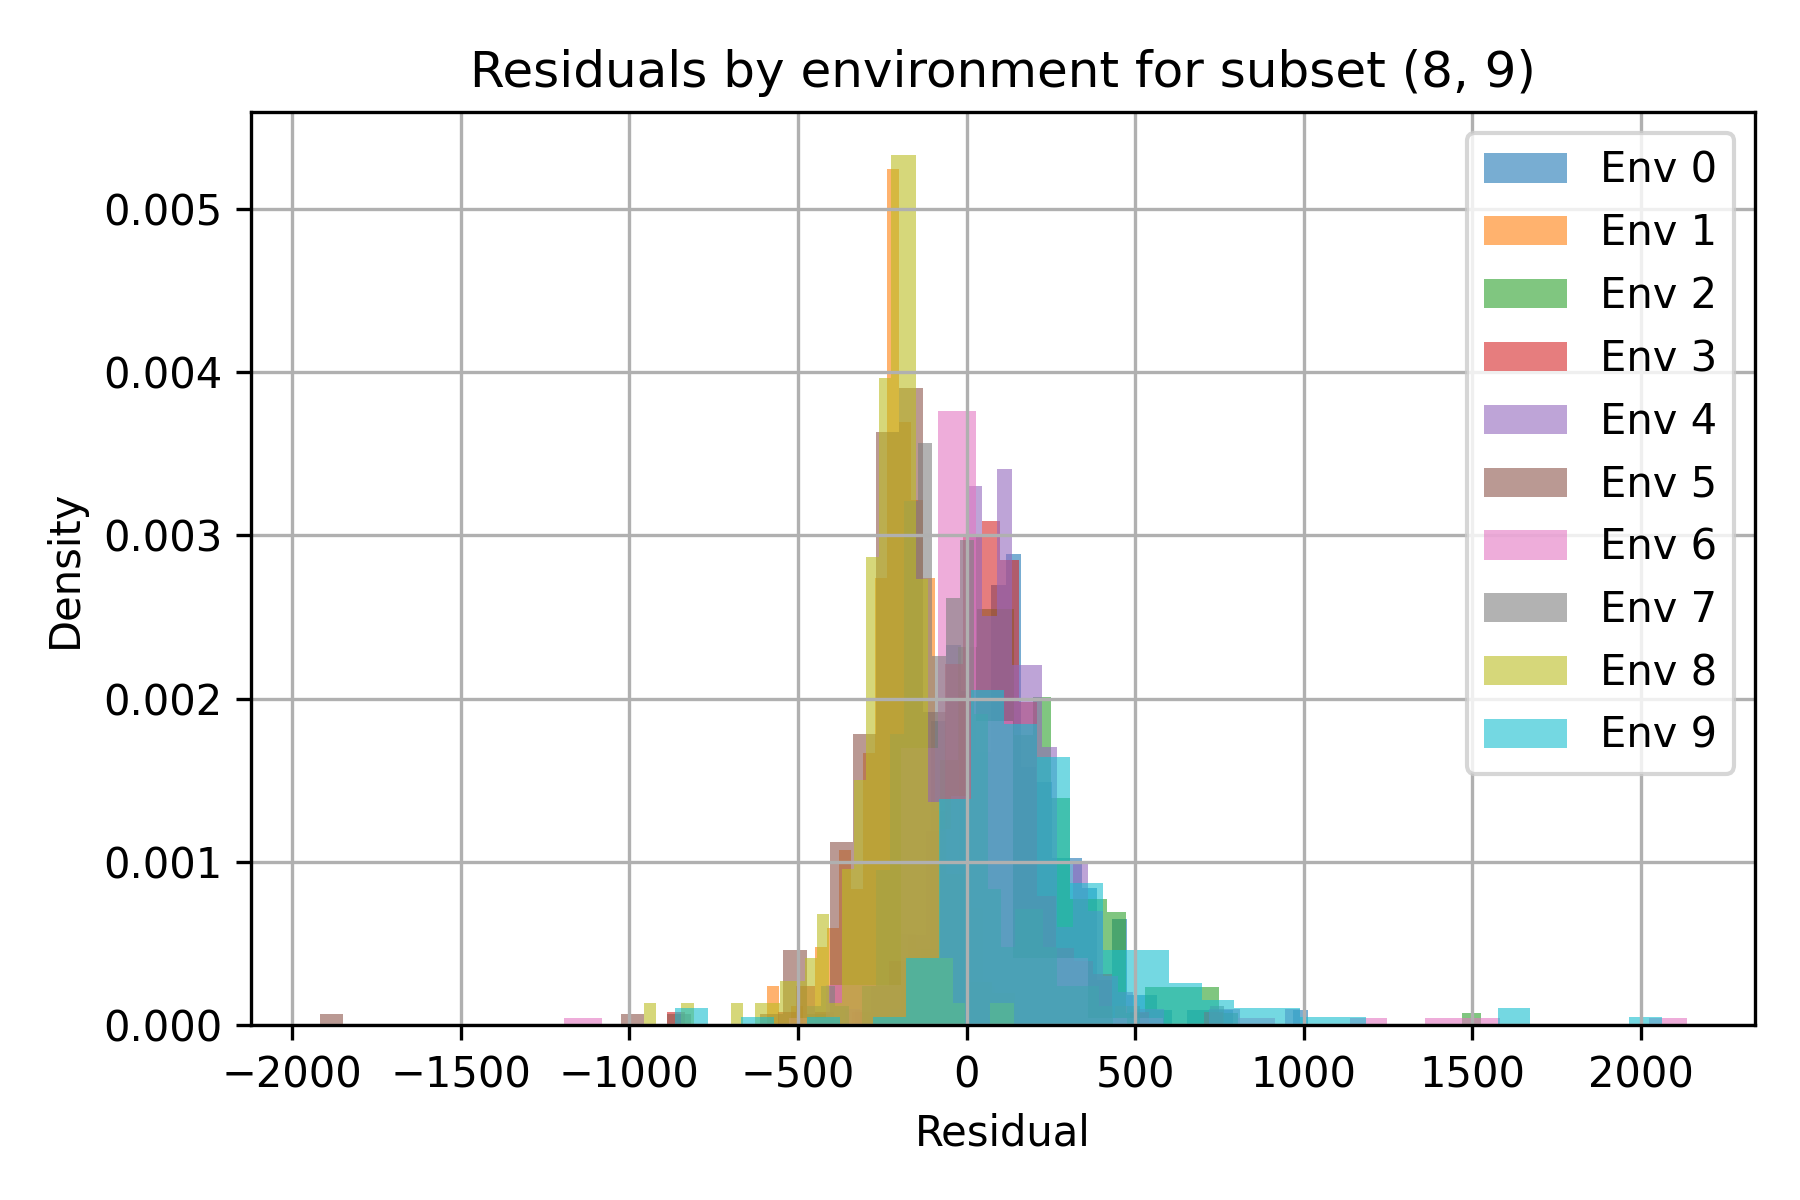 Residuals by environment for subset (8, 9)
Density
0.005
0.004
0.003
0.002
0.001
0.000
−2000 −1500 −1000 −500 0 500 1000 1500 2000
Residual
Env 0
Env 1
Env 2
Env 3
Env 4
Env 5
Env 6
Env 7
Env 8
Env 9